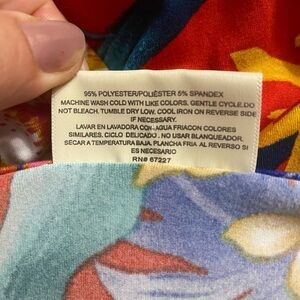 95% POLYESTER/POLIÉSTER 5% SPANDEX
MACHINE WASH COLD WITH LIKE COLORS. GENTLE CYCLE.DO
NOT BLEACH. TUMBLE DRY LOW. COOL IRON ON REVERSE SIDE
IF NECESSARY.
LAVAR EN LAVADORA CON AGUA FRIACON COLORES
SIMILARES. CICLO DELICADO. NO USAR BLANQUEADOR.
SECAR A TEMPERATURA BAJA. PLANCHA FRIA AL REVERSO SI
ES NECESARIO
RN# 67227